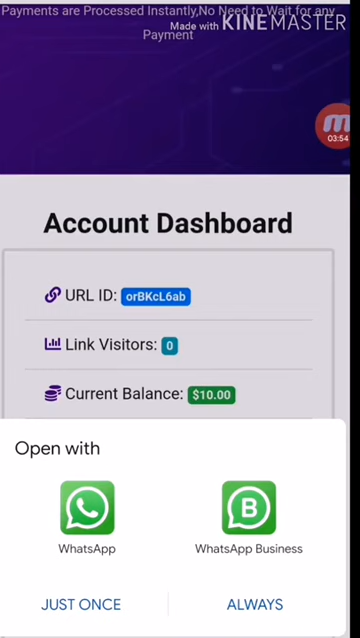 Payments are Processed Instantly,No Need to Wait for any
Payment
Made with KINEMASTER
03:54
Account Dashboard
URL ID: orBKcL6ab
Link Visitors: 0
Current Balance: $10.00
Open with
WhatsApp
B
WhatsApp Business
JUST ONCE
ALWAYS